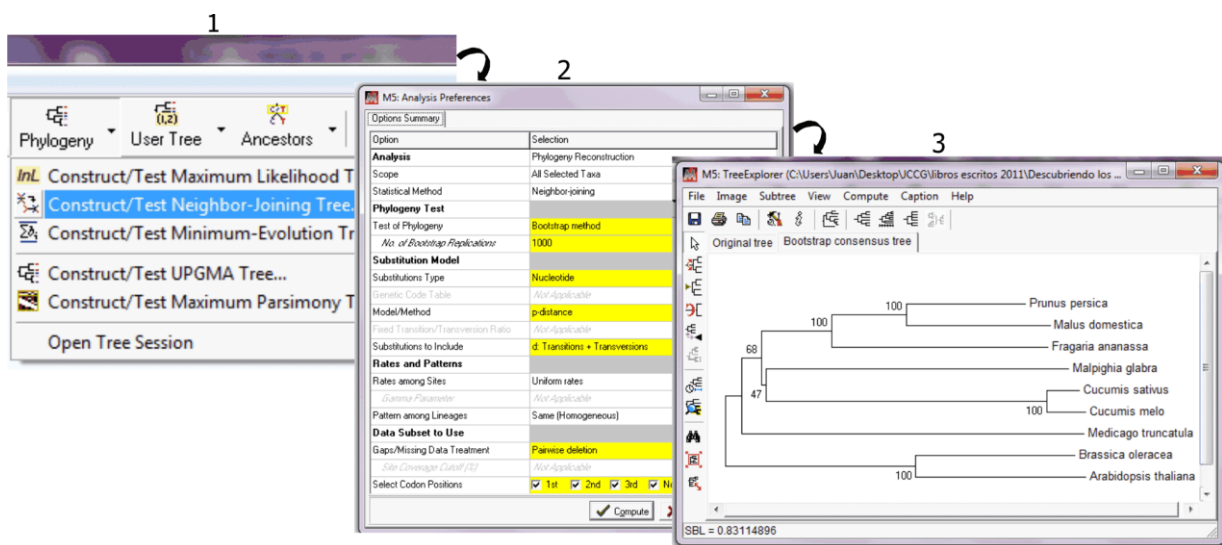 1
Phylogeny
User Tree
Ancestors
Construct/Test Maximum Likelihood T
Construct/Test Neighbor-Joining Tree.
Construct/Test Minimum-Evolution Tr
Construct/Test UPGMA Tree...
Construct/Test Maximum Parsimony T
Open Tree Session
2
M5: Analysis Preferences
Options Summary
Option Selection
Analysis Phylogeny Reconstruction
Scope All Selected Taxa
Statistical Method Neighbor-joining
Phylogeny Test
Test of Phylogeny Bootstrap method
No. of Bootstrap Replications 1000
Substitution Model
Substitutions Type Nucleotide
Genetic Code Table Not Applicable
Model/Method p-distance
Fixed Transition/Transversion Ratio Not Applicable
Substitutions to Include d: Transitions + Transversions
Rates and Patterns
Rates among Sites Uniform rates
Gamma Parameter Not Applicable
Pattern among Lineages Same (Homogeneous)
Data Subset to Use
Gaps/Missing Data Treatment Pairwise deletion
Site Coverage Cutoff (%) Not Applicable
Select Codon Positions 1st 2nd 3rd No
Compute
3
M5: TreeExplorer (C:\Users\Juan\Desktop\JCCG\libros escritos 2011\Descubriendo los ...
File Image Subtree View Compute Caption Help
Original tree Bootstrap consensus tree
Prunus persica
100
Malus domestica
100
Fragaria ananassa
68
Malpighia glabra
47
Cucumis sativus
100
Cucumis melo
Medicago truncatula
Brassica oleracea
100
Arabidopsis thaliana
SBL = 0.83114896